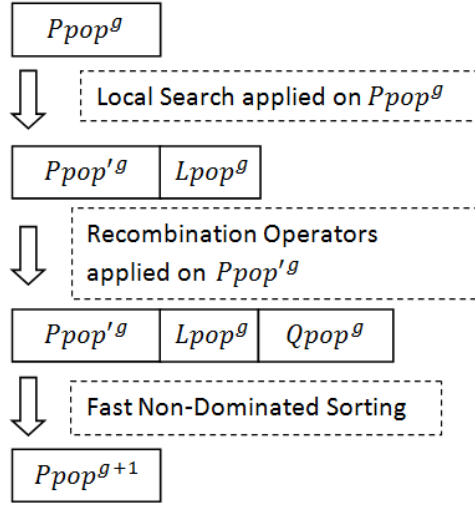 Ppop^g
Local Search applied on Ppop^g
Ppop'^g Lpop^g
Recombination Operators
applied on Ppop'^g
Ppop'^g Lpop^g Qpop^g
Fast Non-Dominated Sorting
Ppop^{g+1}